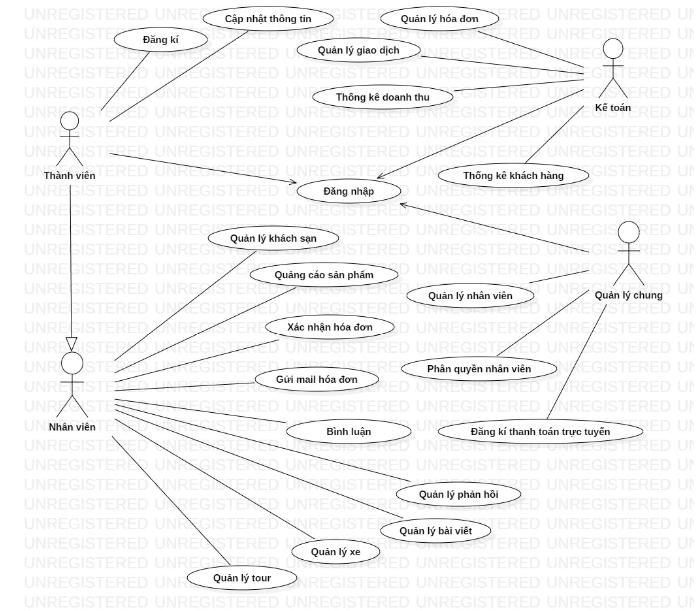 Cập nhật thông tin
Quản lý hóa đơn
Đăng kí
Quản lý giao dịch
Thống kê doanh thu
Kế toán
Thành viên
Thống kê khách hàng
Đăng nhập
Quản lý khách sạn
Quảng cáo sản phẩm
Quản lý nhân viên
Quản lý chung
Xác nhận hóa đơn
Phân quyền nhân viên
Gửi mail hóa đơn
Nhân viên
Bình luận
Đăng kí thanh toán trực tuyến
Quản lý phản hồi
Quản lý bài viết
Quản lý xe
Quản lý tour
UNREGISTERED